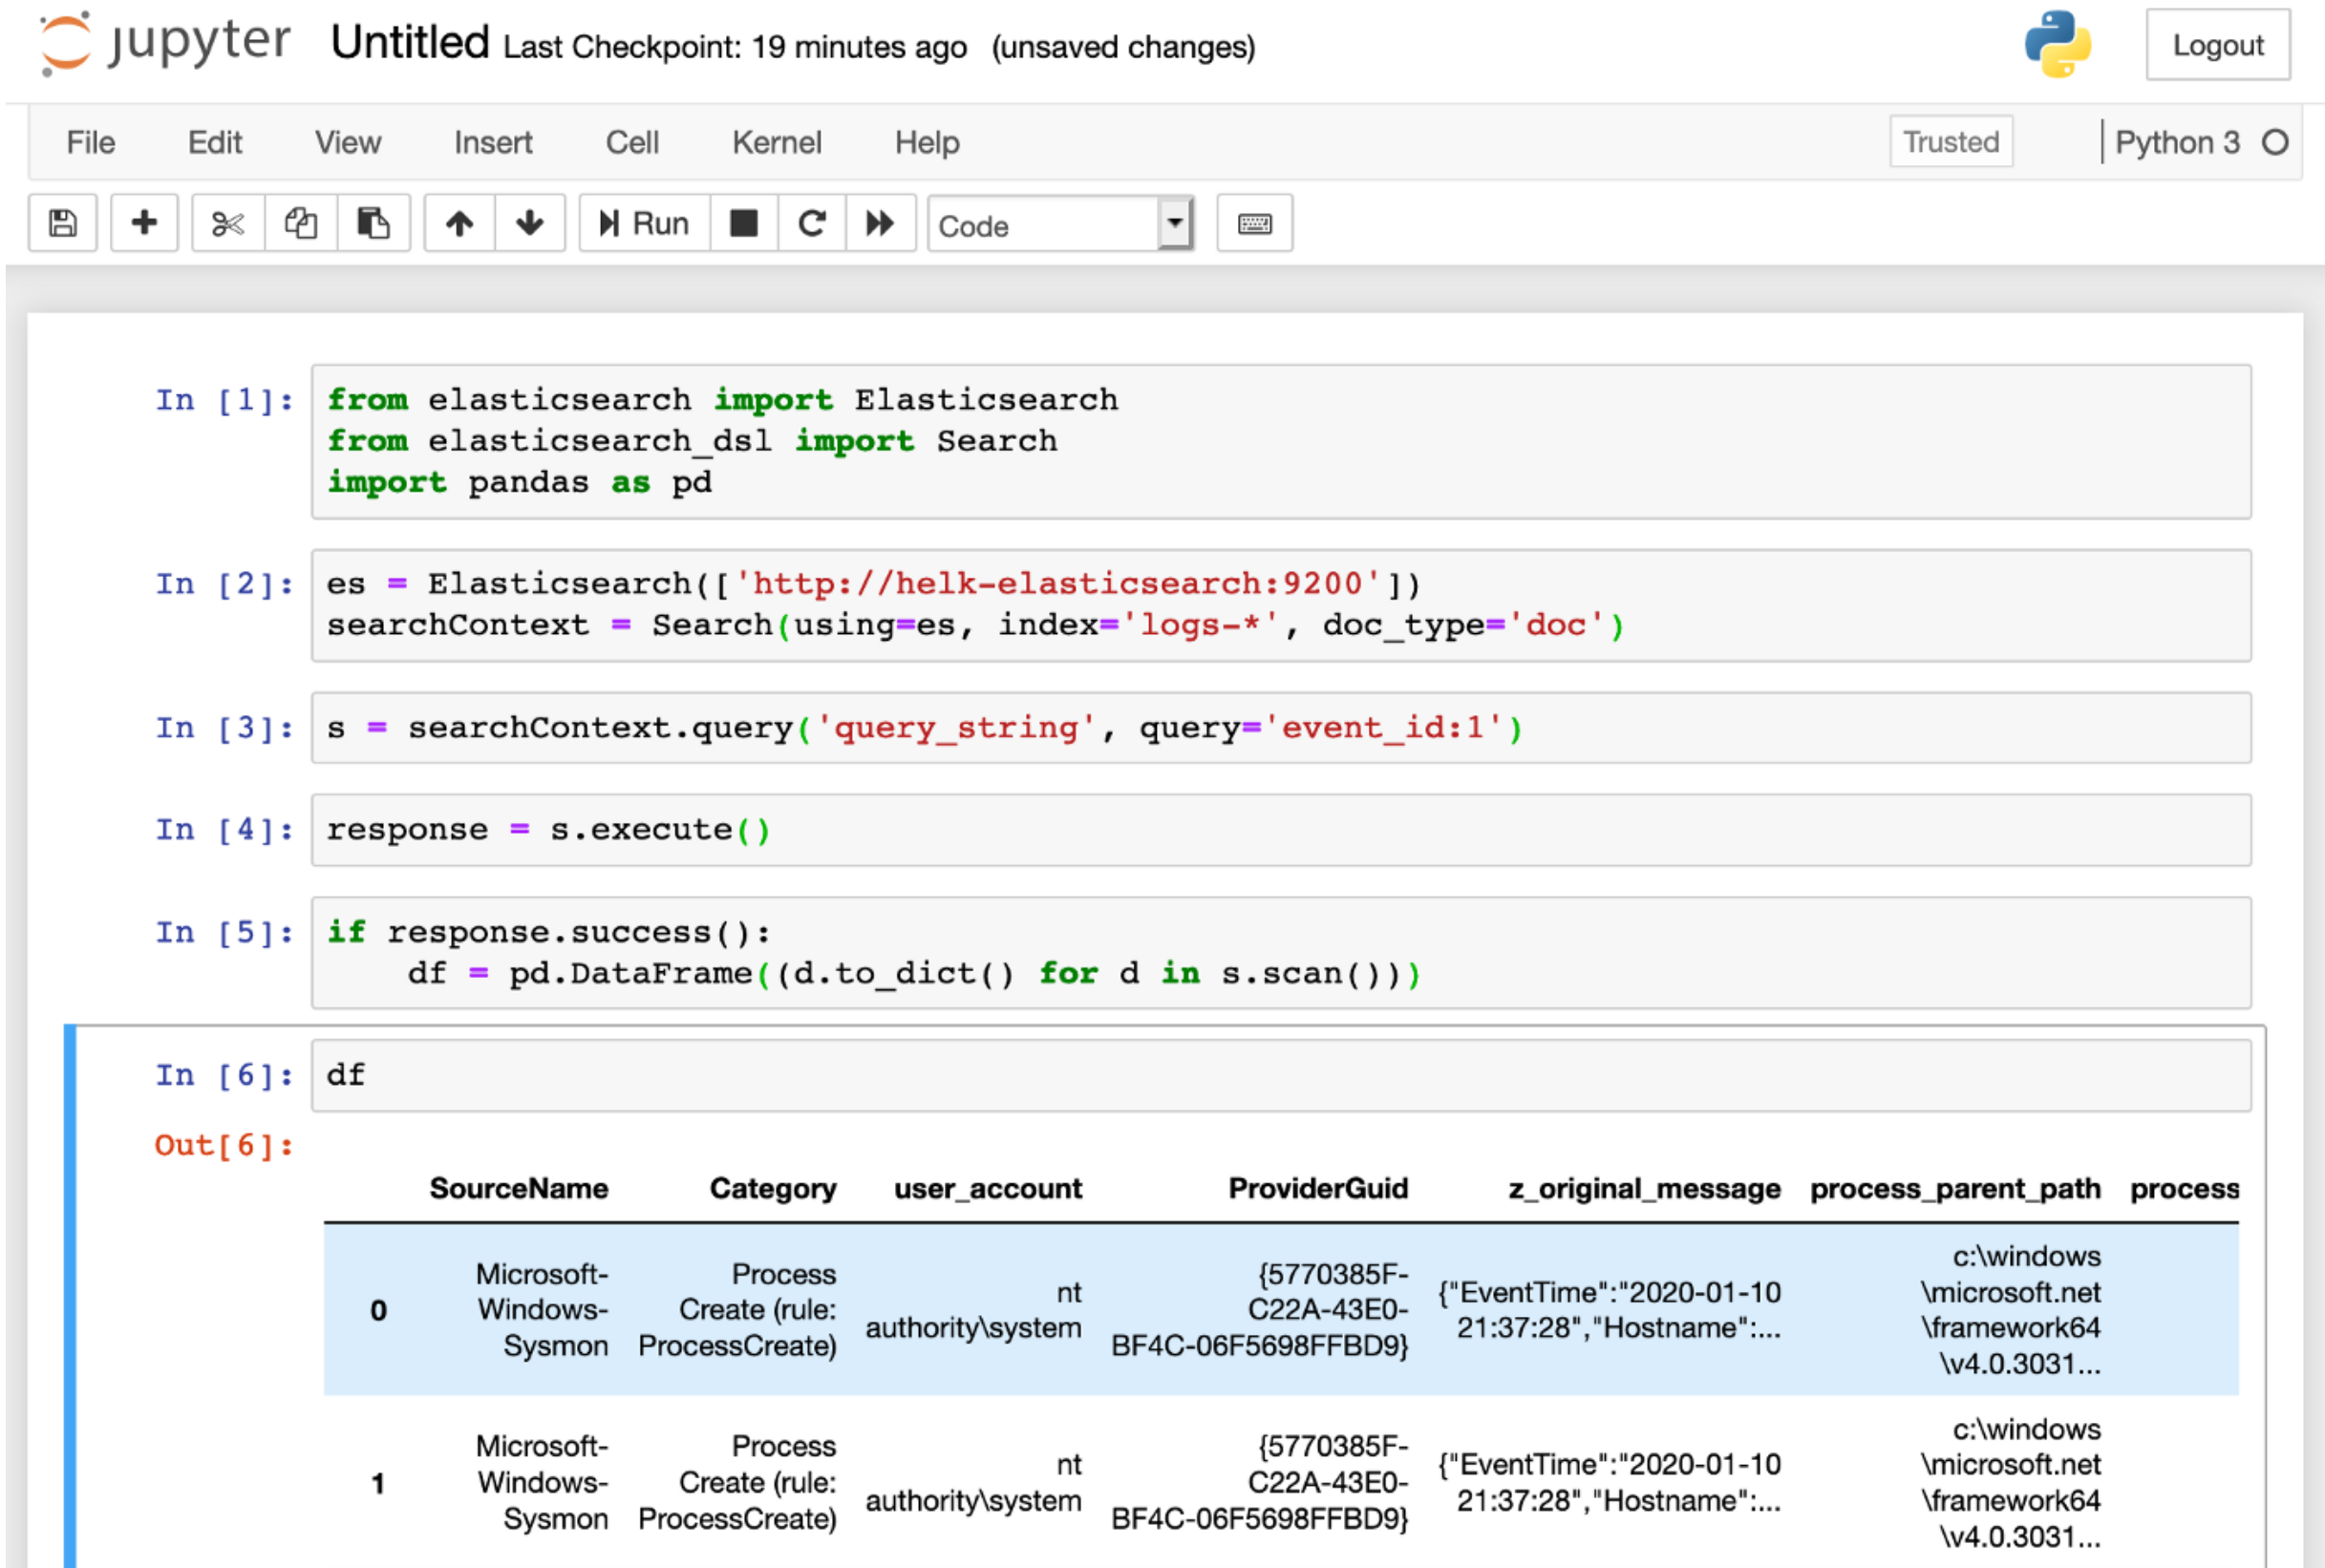 jupyter Untitled Last Checkpoint: 19 minutes ago (unsaved changes) Logout
File Edit View Insert Cell Kernel Help Trusted Python 3
Run Code
In [1]: from elasticsearch import Elasticsearch
from elasticsearch_dsl import Search
import pandas as pd
In [2]: es = Elasticsearch(['http://helk-elasticsearch:9200'])
searchContext = Search(using=es, index='logs-*', doc_type='doc')
In [3]: s = searchContext.query('query_string', query='event_id:1')
In [4]: response = s.execute()
In [5]: if response.success():
    df = pd.DataFrame((d.to_dict() for d in s.scan()))
In [6]: df
Out[6]:
SourceName Category user_account ProviderGuid z_original_message process_parent_path process
0
Microsoft-
Windows-
Sysmon
Process
Create (rule:
ProcessCreate)
nt
authority\system
{5770385F-
C22A-43E0-
BF4C-06F5698FFBD9}
{"EventTime":"2020-01-10
21:37:28","Hostname":...
c:\windows
\microsoft.net
\framework64
\v4.0.3031...
1
Microsoft-
Windows-
Sysmon
Process
Create (rule:
ProcessCreate)
nt
authority\system
{5770385F-
C22A-43E0-
BF4C-06F5698FFBD9}
{"EventTime":"2020-01-10
21:37:28","Hostname":...
c:\windows
\microsoft.net
\framework64
\v4.0.3031...